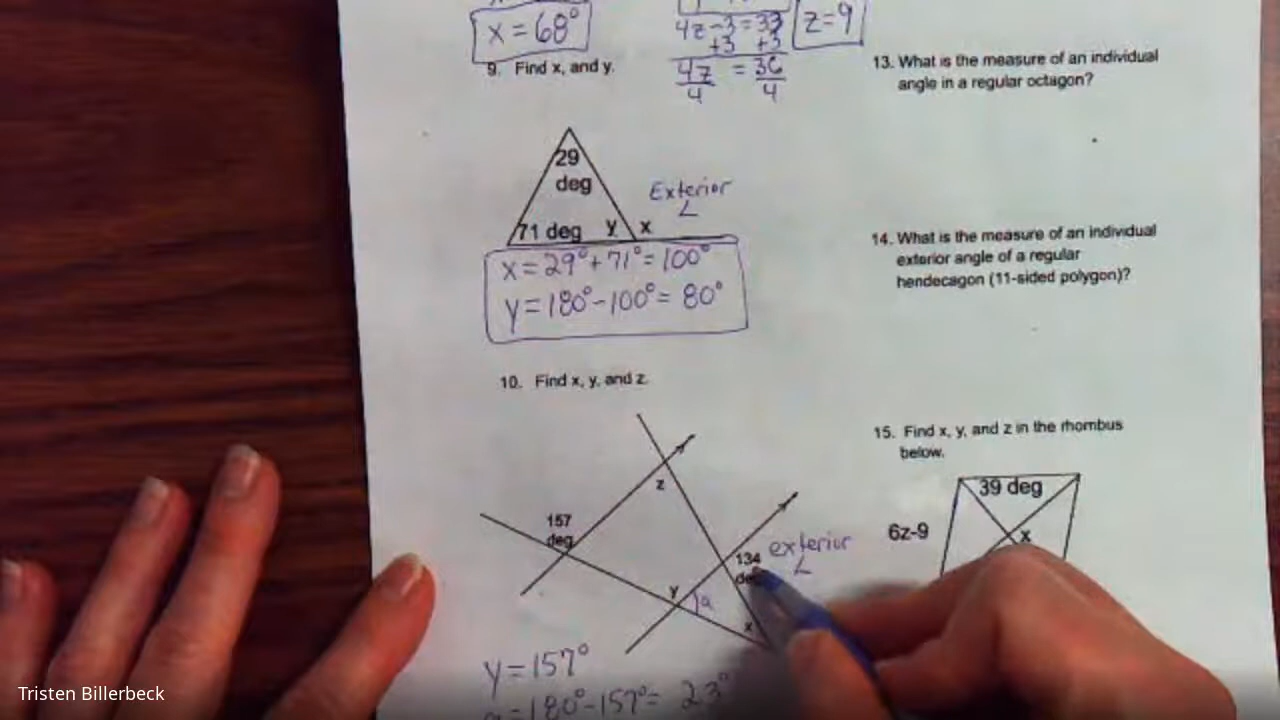 x = 68°
4z-3=33
+3 +3
z=9
4z = 36
4 4
9. Find x, and y.
29
deg
71 deg y x
Exterior
∠
x = 29° + 71° = 100°
y = 180° - 100° = 80°
10. Find x, y, and z.
z
157
deg
134
exterior
∠
y
a
x
y = 157°
= 180° - 157° = 23°
13. What is the measure of an individual
angle in a regular octagon?
14. What is the measure of an individual
exterior angle of a regular
hendecagon (11-sided polygon)?
15. Find x, y, and z in the rhombus
below.
39 deg
6z-9
x
Tristen Billerbeck